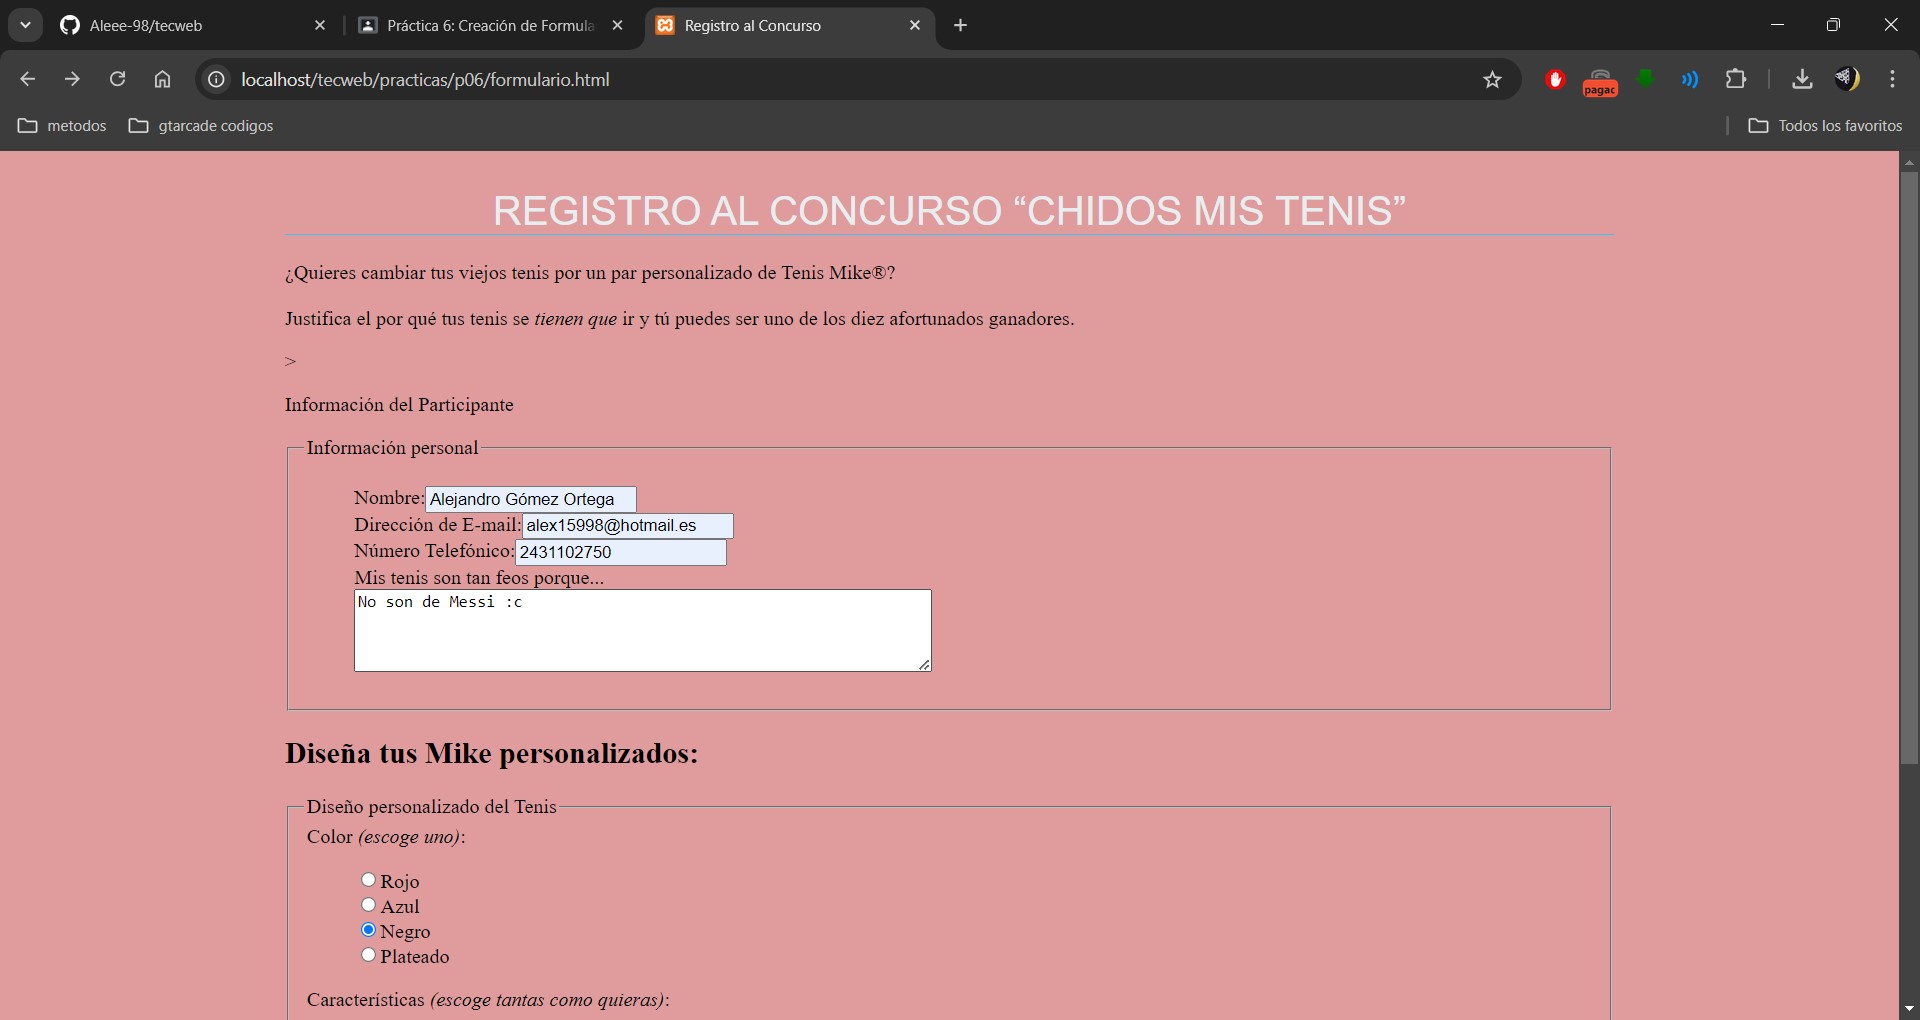 Aleee-98/tecweb
Práctica 6: Creación de Formula
Registro al Concurso
localhost/tecweb/practicas/p06/formulario.html
pagac
metodos
gtarcade codigos
Todos los favoritos
REGISTRO AL CONCURSO “CHIDOS MIS TENIS”
¿Quieres cambiar tus viejos tenis por un par personalizado de Tenis Mike®?
Justifica el por qué tus tenis se tienen que ir y tú puedes ser uno de los diez afortunados ganadores.
>
Información del Participante
Información personal
Nombre: Alejandro Gómez Ortega
Dirección de E-mail: alex15998@hotmail.es
Número Telefónico: 2431102750
Mis tenis son tan feos porque...
No son de Messi :c
Diseña tus Mike personalizados:
Diseño personalizado del Tenis
Color (escoge uno):
Rojo
Azul
Negro
Plateado
Características (escoge tantas como quieras):